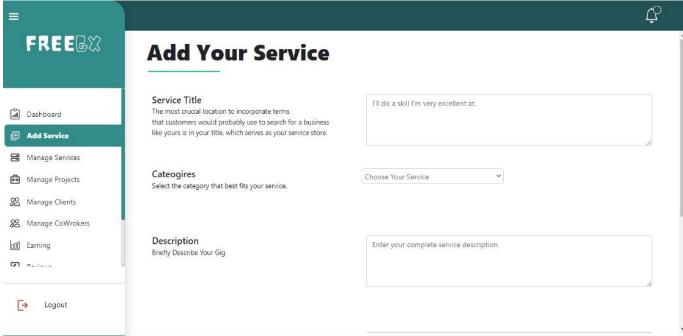 FREEGX
Add Your Service
Dashboard
Add Service
Manage Services
Manage Projects
Manage Clients
Manage CoWrokers
Earning
Logout
Service Title
The most crucial location to incorporate terms
that customers would probably use to search for a business
like yours is in your title, which serves as your service store.
I'll do a skill I'm very excellent at.
Cateogires
Select the category that best fits your service.
Choose Your Service
Description
Briefly Describe Your Gig
Enter your complete service description